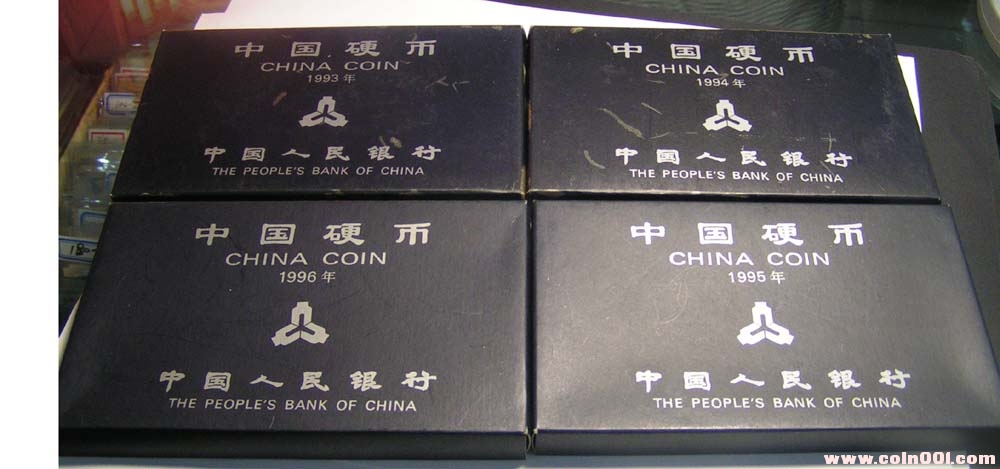 中国硬币
CHINA COIN
1993年
中国人民银行
THE PEOPLE'S BANK OF CHINA
中国硬币
CHINA COIN
1994年
中国人民银行
THE PEOPLE'S BANK OF CHINA
中国硬币
CHINA COIN
1996年
中国人民银行
THE PEOPLE'S BANK OF CHINA
中国硬币
CHINA COIN
1995年
中国人民银行
THE PEOPLE'S BANK OF CHINA
www.coin001.com